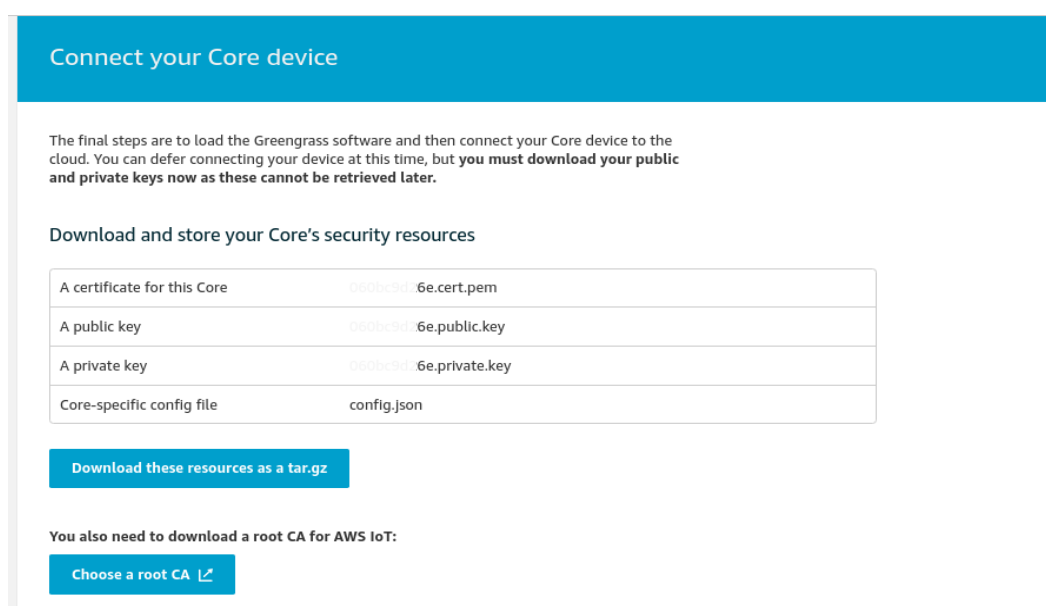 Connect your Core device
The final steps are to load the Greengrass software and then connect your Core device to the
cloud. You can defer connecting your device at this time, but you must download your public
and private keys now as these cannot be retrieved later.
Download and store your Core's security resources
A certificate for this Core 6e.cert.pem
A public key 6e.public.key
A private key 6e.private.key
Core-specific config file config.json
Download these resources as a tar.gz
You also need to download a root CA for AWS IoT:
Choose a root CA